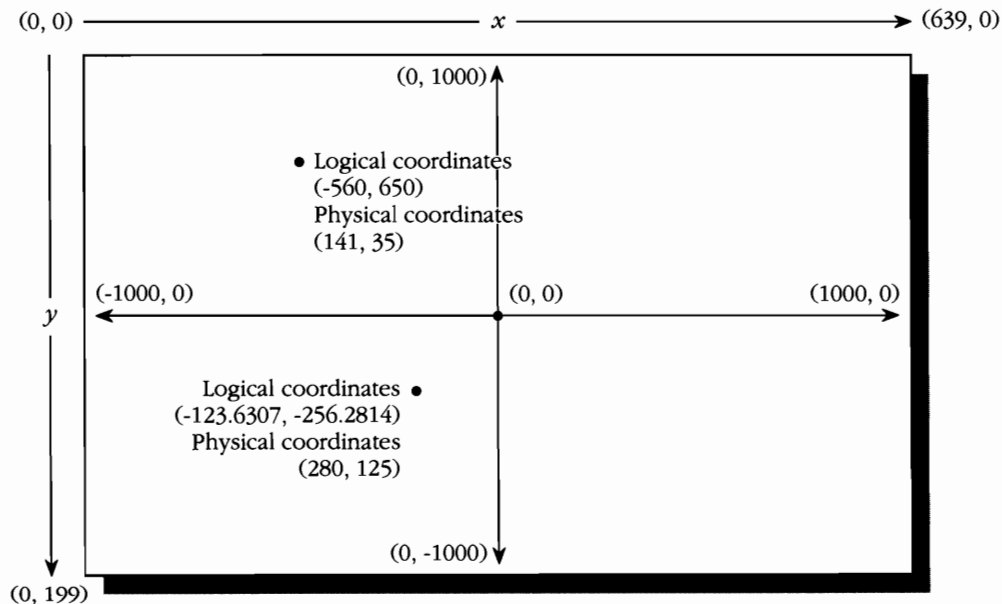 (0, 0) x (639, 0)
(0, 1000)
Logical coordinates
(-560, 650)
Physical coordinates
(141, 35)
(-1000, 0) (0, 0) (1000, 0)
y
Logical coordinates
(-123.6307, -256.2814)
Physical coordinates
(280, 125)
(0, -1000)
(0, 199)